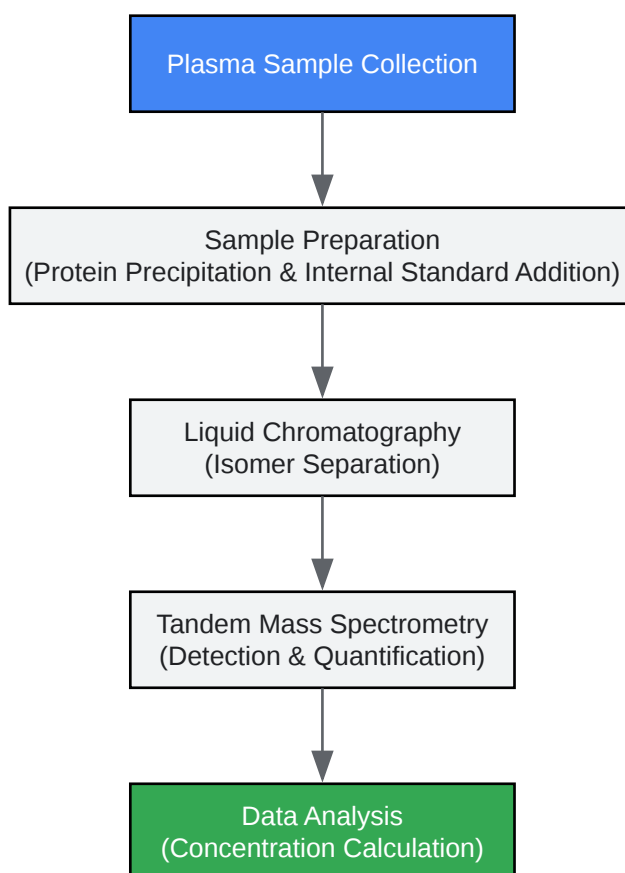 Plasma Sample Collection
Sample Preparation
(Protein Precipitation & Internal Standard Addition)
Liquid Chromatography
(Isomer Separation)
Tandem Mass Spectrometry
(Detection & Quantification)
Data Analysis
(Concentration Calculation)